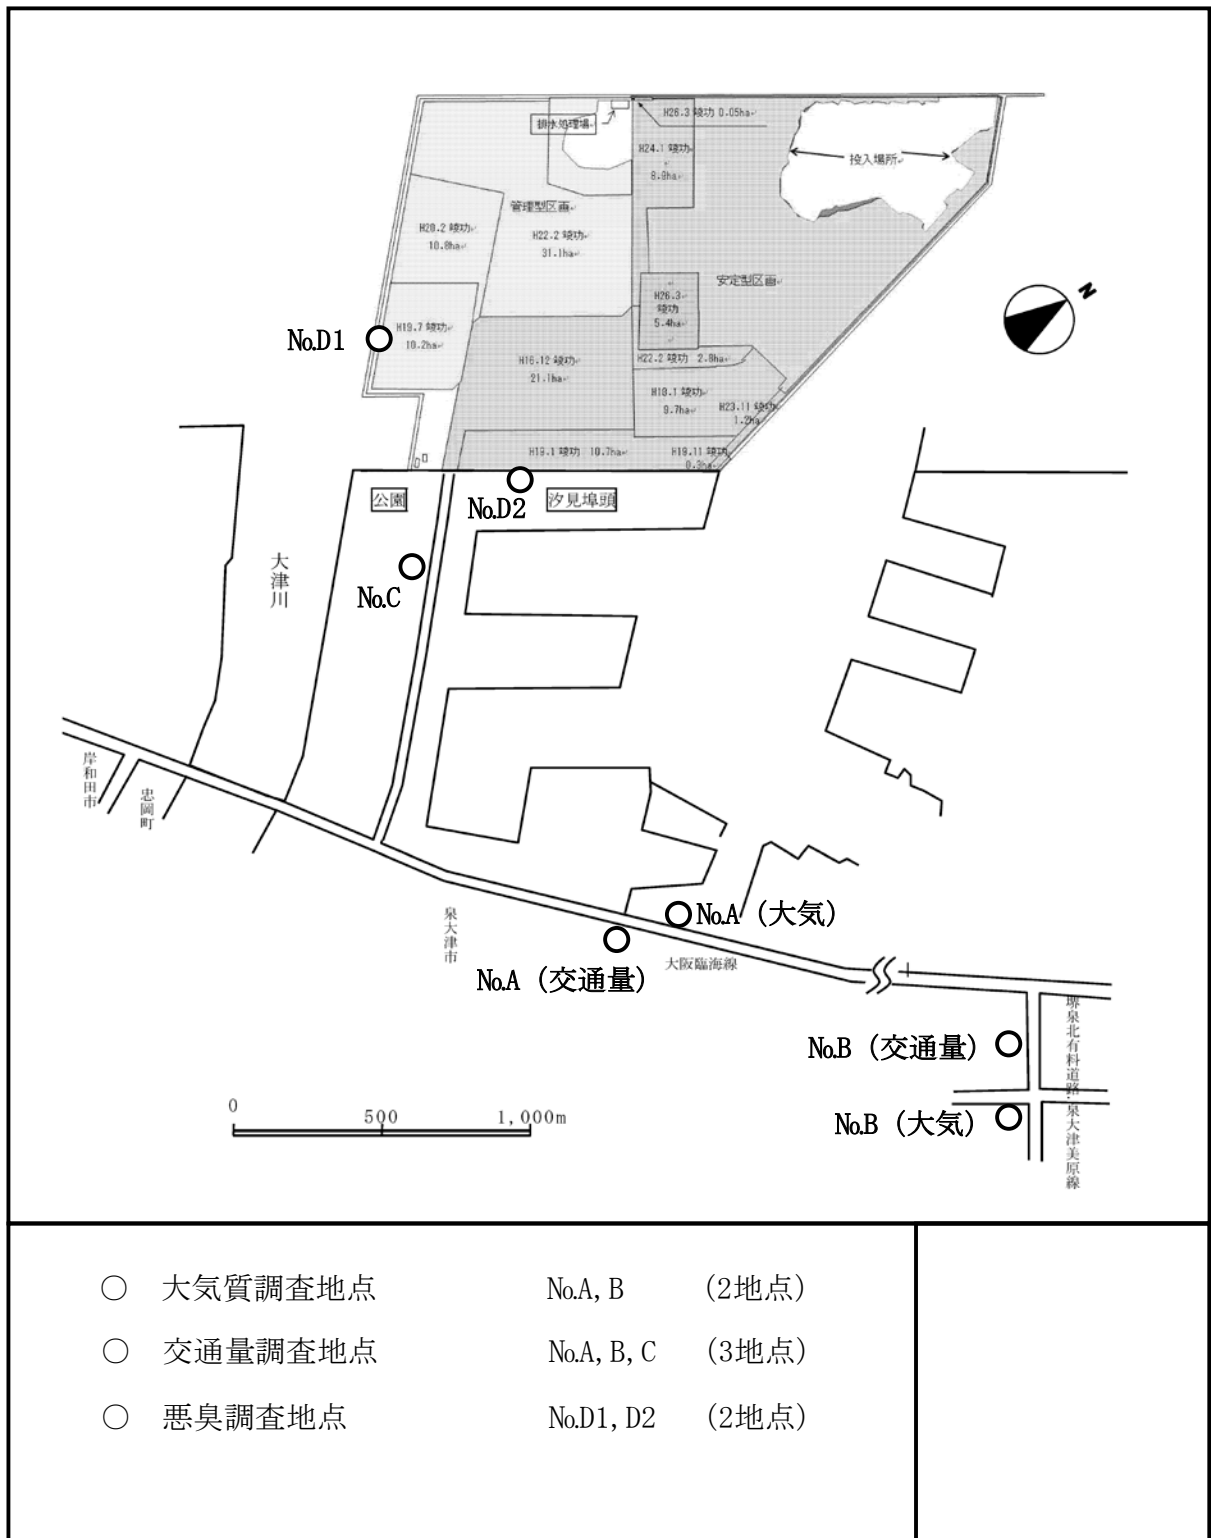 H26.3 竣功 0.05ha
排水処理場
H24.1 竣功
8.9ha
投入場所
管理型区画
H20.2 竣功
10.8ha
H22.2 竣功
31.1ha
安定型区画
N
H26.3
竣功
5.4ha
No.D1
H19.7 竣功
10.2ha
H16.12 竣功
21.1ha
H22.2 竣功 2.8ha
H18.1 竣功
9.7ha
H23.11 竣功
1.2ha
H19.1 竣功 10.7ha
H19.11 竣功
0.3ha
公園
No.D2
汐見埠頭
大津川
No.C
岸和田市
忠岡町
泉大津市
No.A（大気）
No.A（交通量）
大阪臨海線
No.B（交通量）
堺泉北有料道路・泉大津美原線
No.B（大気）
0 500 1,000m
○ 大気質調査地点 No.A, B （2地点）
○ 交通量調査地点 No.A, B, C （3地点）
○ 悪臭調査地点 No.D1, D2 （2地点）